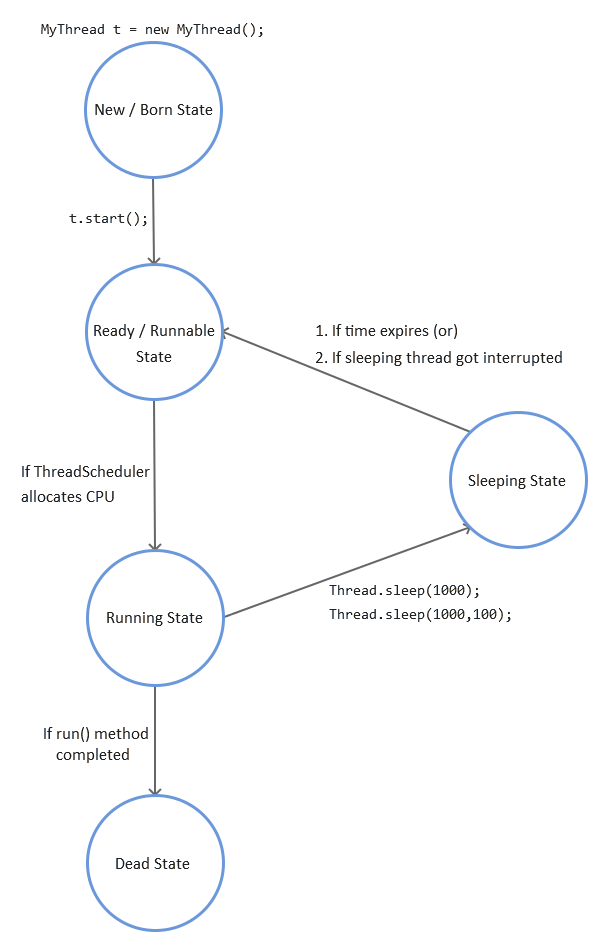 MyThread t = new MyThread();
New / Born State
t.start();
Ready / Runnable
State
1. If time expires (or)
2. If sleeping thread got interrupted
If ThreadScheduler
allocates CPU
Sleeping State
Running State
Thread.sleep(1000);
Thread.sleep(1000,100);
If run() method
completed
Dead State